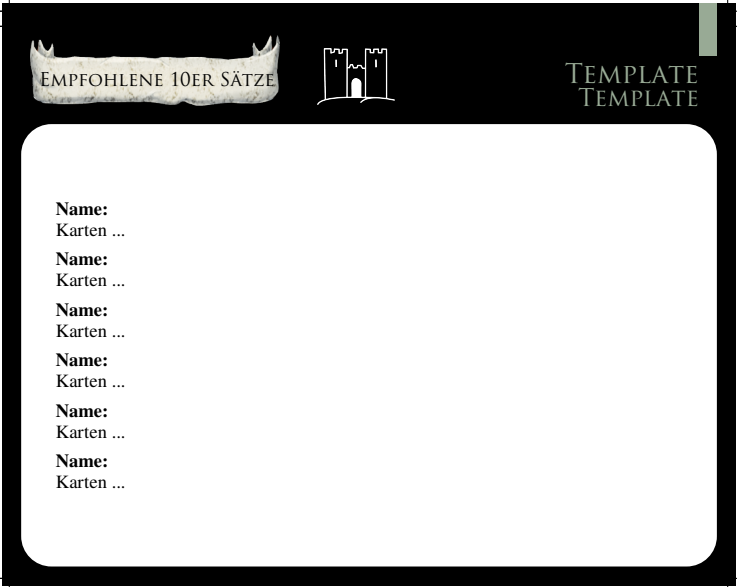 Empfohlene 10er Sätze
Template
Template
Name:
Karten ...
Name:
Karten ...
Name:
Karten ...
Name:
Karten ...
Name:
Karten ...
Name:
Karten ...